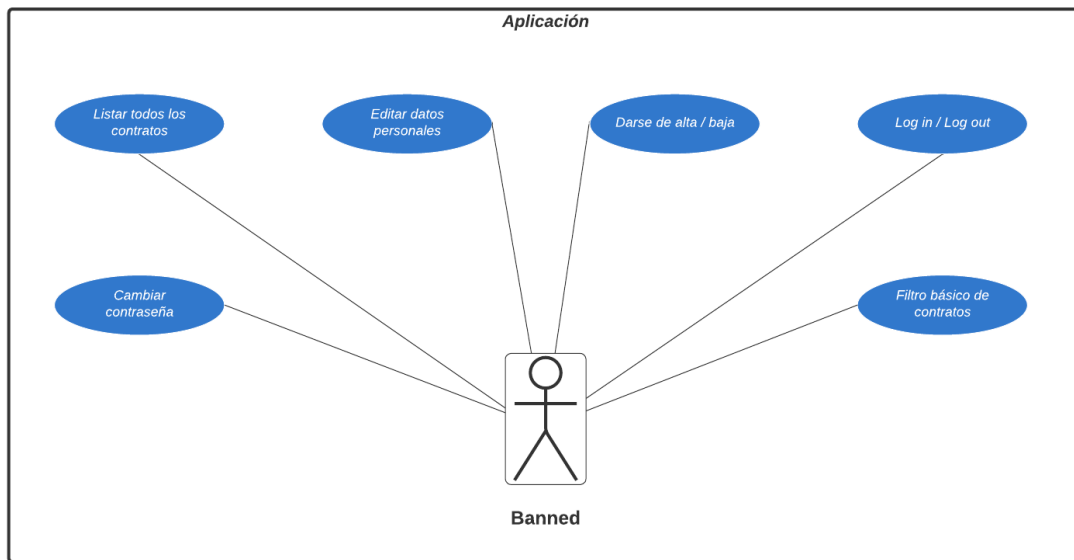 Aplicación
Listar todos los
contratos
Editar datos
personales
Darse de alta / baja
Log in / Log out
Cambiar
contraseña
Filtro básico de
contratos
Banned